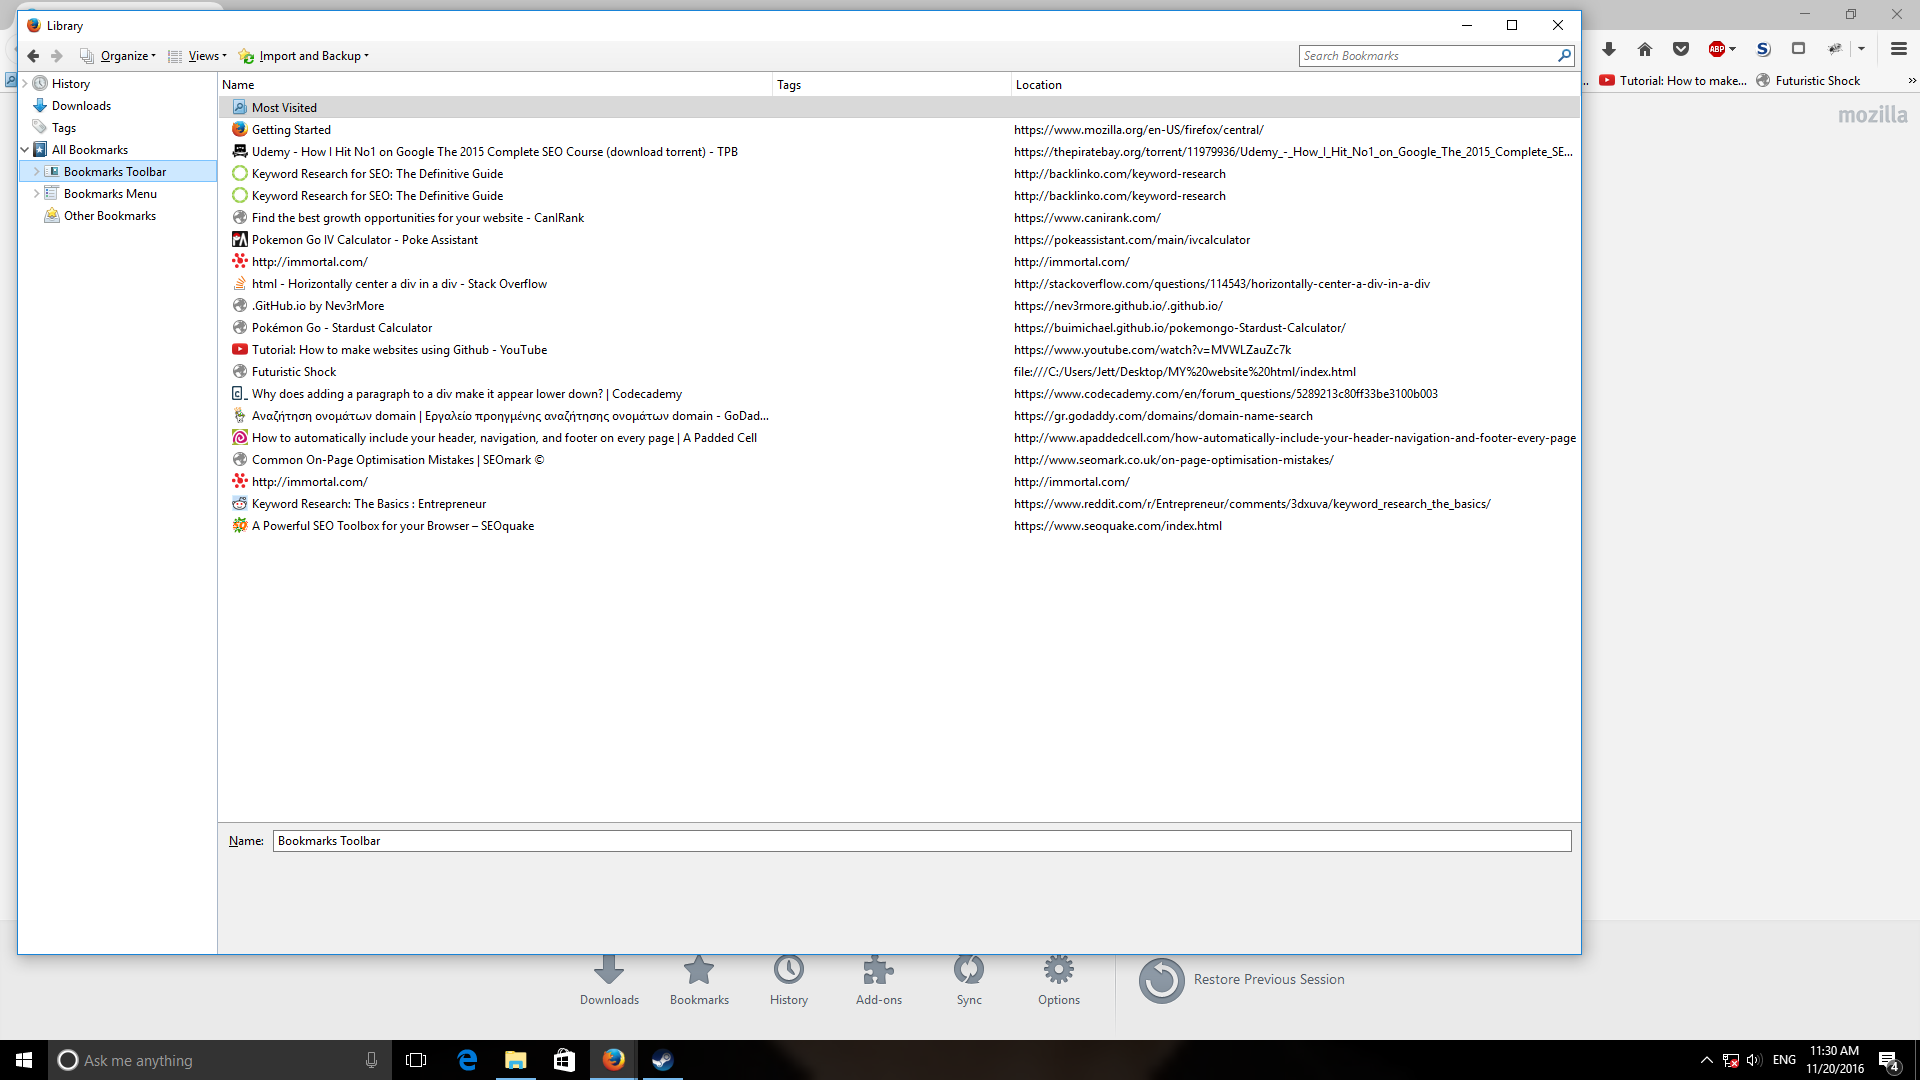 Library
Organize Views Import and Backup Search Bookmarks
ABP S
Tutorial: How to make... Futuristic Shock »
mozilla
History
Downloads
Tags
All Bookmarks
Bookmarks Toolbar
Bookmarks Menu
Other Bookmarks
Name Tags Location
Most Visited
Getting Started https://www.mozilla.org/en-US/firefox/central/
Udemy - How I Hit No1 on Google The 2015 Complete SEO Course (download torrent) - TPB https://thepiratebay.org/torrent/11979936/Udemy_-_How_I_Hit_No1_on_Google_The_2015_Complete_SE...
Keyword Research for SEO: The Definitive Guide http://backlinko.com/keyword-research
Keyword Research for SEO: The Definitive Guide http://backlinko.com/keyword-research
Find the best growth opportunities for your website - CanIRank https://www.canirank.com/
Pokemon Go IV Calculator - Poke Assistant https://pokeassistant.com/main/ivcalculator
http://immortal.com/ http://immortal.com/
html - Horizontally center a div in a div - Stack Overflow http://stackoverflow.com/questions/114543/horizontally-center-a-div-in-a-div
.GitHub.io by Nev3rMore https://nev3rmore.github.io/.github.io/
Pokémon Go - Stardust Calculator https://buimichael.github.io/pokemongo-Stardust-Calculator/
Tutorial: How to make websites using Github - YouTube https://www.youtube.com/watch?v=MVWLZauZc7k
Futuristic Shock file:///C:/Users/Jett/Desktop/MY%20website%20html/index.html
Why does adding a paragraph to a div make it appear lower down? | Codecademy https://www.codecademy.com/en/forum_questions/5289213c80ff33be3100b003
Αναζήτηση ονομάτων domain | Εργαλείο προηγμένης αναζήτησης ονομάτων domain - GoDad... https://gr.godaddy.com/domains/domain-name-search
How to automatically include your header, navigation, and footer on every page | A Padded Cell http://www.apaddedcell.com/how-automatically-include-your-header-navigation-and-footer-every-page
Common On-Page Optimisation Mistakes | SEOmark © http://www.seomark.co.uk/on-page-optimisation-mistakes/
http://immortal.com/ http://immortal.com/
Keyword Research: The Basics : Entrepreneur https://www.reddit.com/r/Entrepreneur/comments/3dxuva/keyword_research_the_basics/
A Powerful SEO Toolbox for your Browser – SEOquake https://www.seoquake.com/index.html
Name: Bookmarks Toolbar
Downloads Bookmarks History Add-ons Sync Options Restore Previous Session
Ask me anything
ENG 11:30 AM
11/20/2016 4